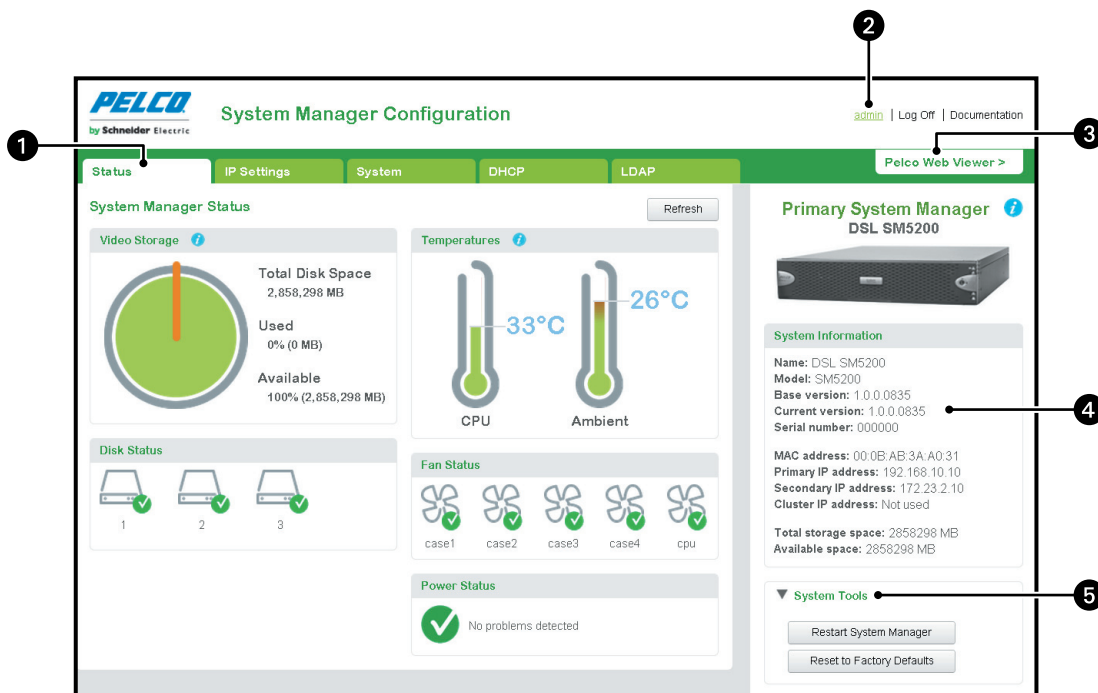 2
PELCO
by Schneider Electric
System Manager Configuration
admin | Log Off | Documentation
1
3
Status
IP Settings
System
DHCP
LDAP
Pelco Web Viewer >
System Manager Status
Refresh
Video Storage
Total Disk Space
2,858,298 MB
Used
0% (0 MB)
Available
100% (2,858,298 MB)
Temperatures
33°C
26°C
CPU
Ambient
Disk Status
1
2
3
Fan Status
case1
case2
case3
case4
cpu
Power Status
No problems detected
Primary System Manager
DSL SM5200
System Information
Name: DSL SM5200
Model: SM5200
Base version: 1.0.0.0835
Current version: 1.0.0.0835
4
Serial number: 000000
MAC address: 00:0B:AB:3A:A0:31
Primary IP address: 192.168.10.10
Secondary IP address: 172.23.2.10
Cluster IP address: Not used
Total storage space: 2858298 MB
Available space: 2858298 MB
System Tools
5
Restart System Manager
Reset to Factory Defaults